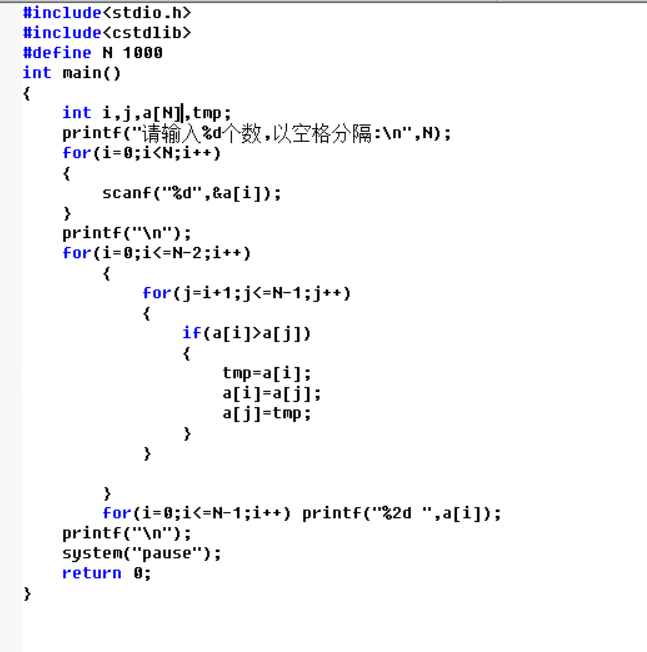 #include<stdio.h>
#include<cstdlib>
#define N 1000
int main()
{
    int i,j,a[N],tmp;
    printf("请输入%d个数,以空格分隔:\n",N);
    for(i=0;i<N;i++)
    {
        scanf("%d",&a[i]);
    }
    printf("\n");
    for(i=0;i<=N-2;i++)
        {
            for(j=i+1;j<=N-1;j++)
            {
                if(a[i]>a[j])
                {
                    tmp=a[i];
                    a[i]=a[j];
                    a[j]=tmp;
                }
            }

        }
        for(i=0;i<=N-1;i++) printf("%2d ",a[i]);
    printf("\n");
    system("pause");
    return 0;
}